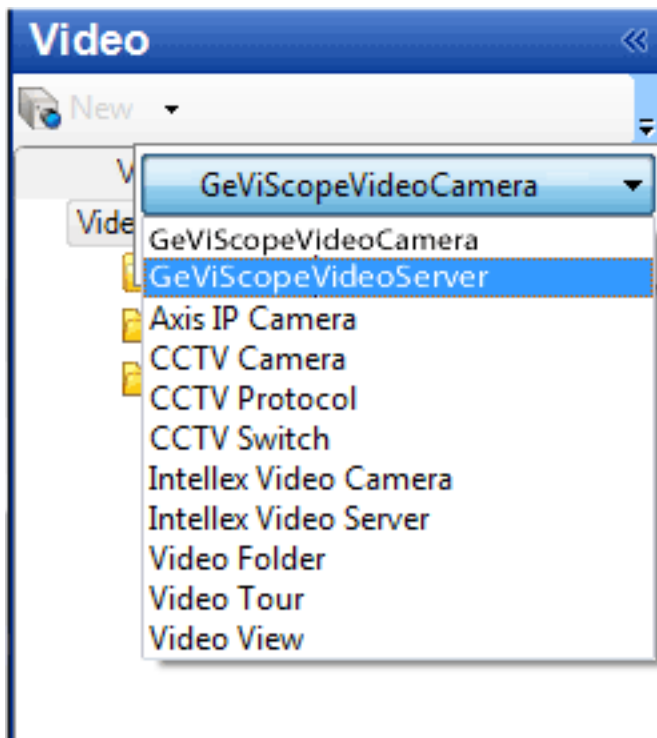 Video
New
V
GeViScopeVideoCamera
Vide
GeViScopeVideoCamera
GeViScopeVideoServer
Axis IP Camera
CCTV Camera
CCTV Protocol
CCTV Switch
Intellex Video Camera
Intellex Video Server
Video Folder
Video Tour
Video View